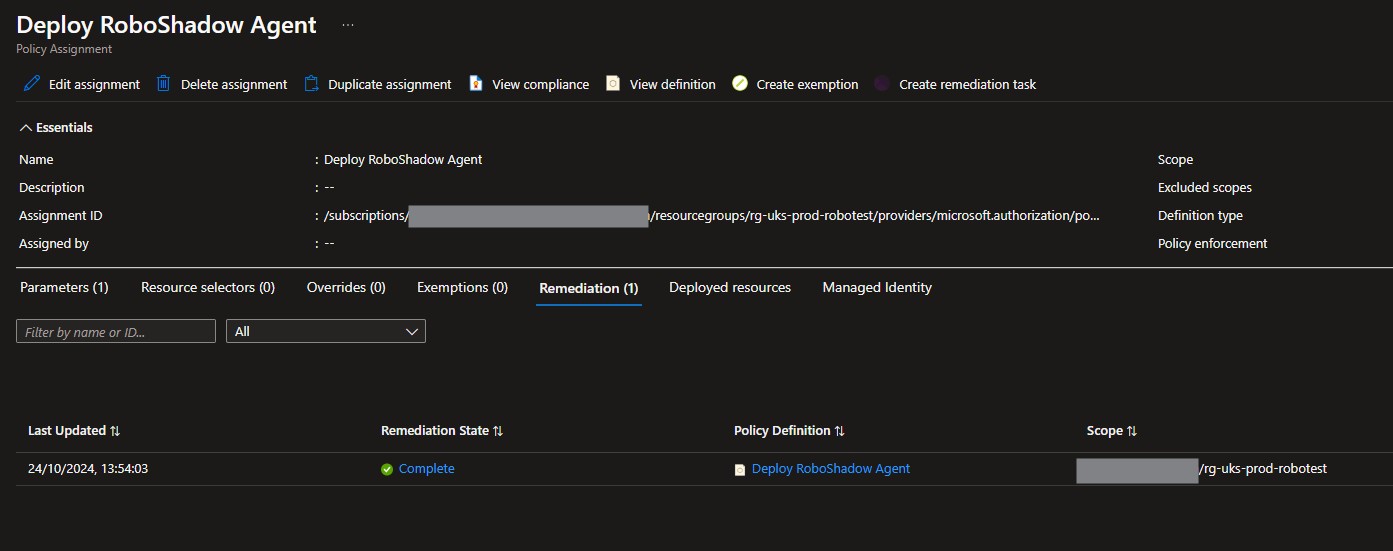 Deploy RoboShadow Agent ...
Policy Assignment
Edit assignment Delete assignment Duplicate assignment View compliance View definition Create exemption Create remediation task
Essentials
Name : Deploy RoboShadow Agent Scope
Description : -- Excluded scopes
Assignment ID : /subscriptions/ /resourcegroups/rg-uks-prod-robotest/providers/microsoft.authorization/po... Definition type
Assigned by : -- Policy enforcement
Parameters (1) Resource selectors (0) Overrides (0) Exemptions (0) Remediation (1) Deployed resources Managed Identity
Filter by name or ID... All
Last Updated ↑↓ Remediation State ↑↓ Policy Definition ↑↓ Scope ↑↓
24/10/2024, 13:54:03 Complete Deploy RoboShadow Agent /rg-uks-prod-robotest